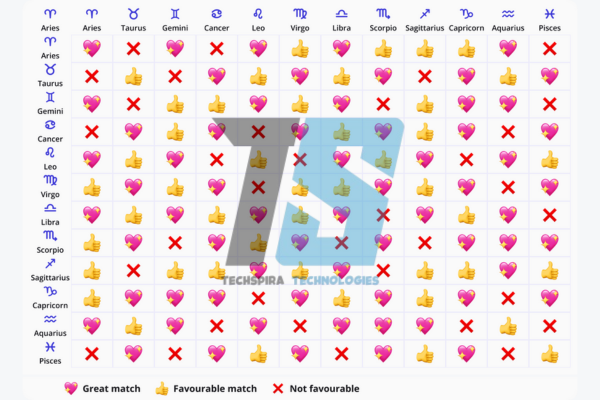 Aries Aries Taurus Gemini Cancer Leo Virgo Libra Scorpio Sagittarius Capricorn Aquarius Pisces
Aries
Taurus
Gemini
Cancer
Leo
Virgo
Libra
Scorpio
Sagittarius
Capricorn
Aquarius
Pisces
TS
TECHSPIRA TECHNOLOGIES
Great match Favourable match Not favourable